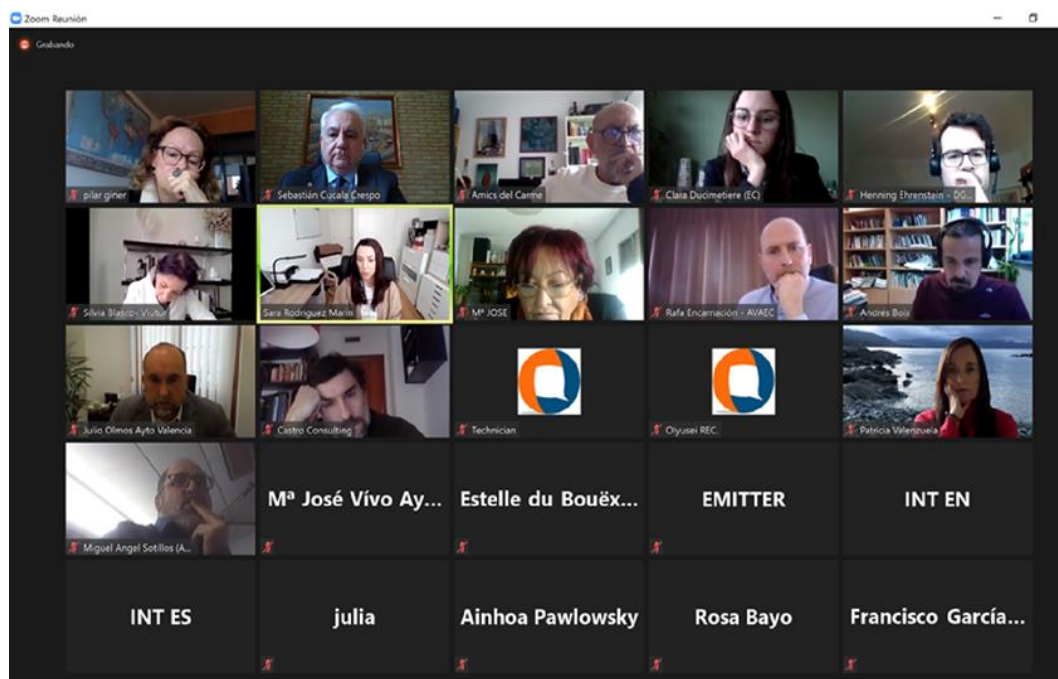 Zoom Reunión
Grabando
pilar giner
Sebastián Cucala Crespo
Amics del Carme
Clara Ducimetiere (EC)
Henning Ehrenstein - DG...
Silvia Blasco - Viutur
Sara Rodriguez Marin
Mª JOSE
Rafa Encarnación - AVAEC
Andrés Bois
Julio Olmos Ayto Valencia
Castro Consulting
Technician
Olyusei REC.
Patricia Valenzuela
Miguel Angel Sotillos (A...
Mª José Vívo Ay...
Estelle du Bouëx...
EMITTER
INT EN
INT ES
julia
Ainhoa Pawlowsky
Rosa Bayo
Francisco García...